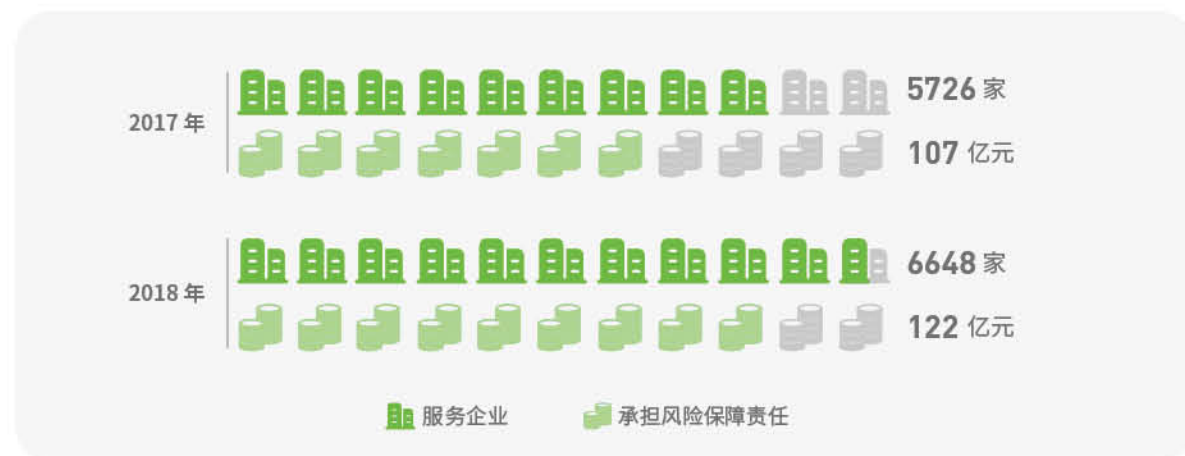 5726 家
2017 年
107 亿元
6648 家
2018 年
122 亿元
服务企业 承担风险保障责任